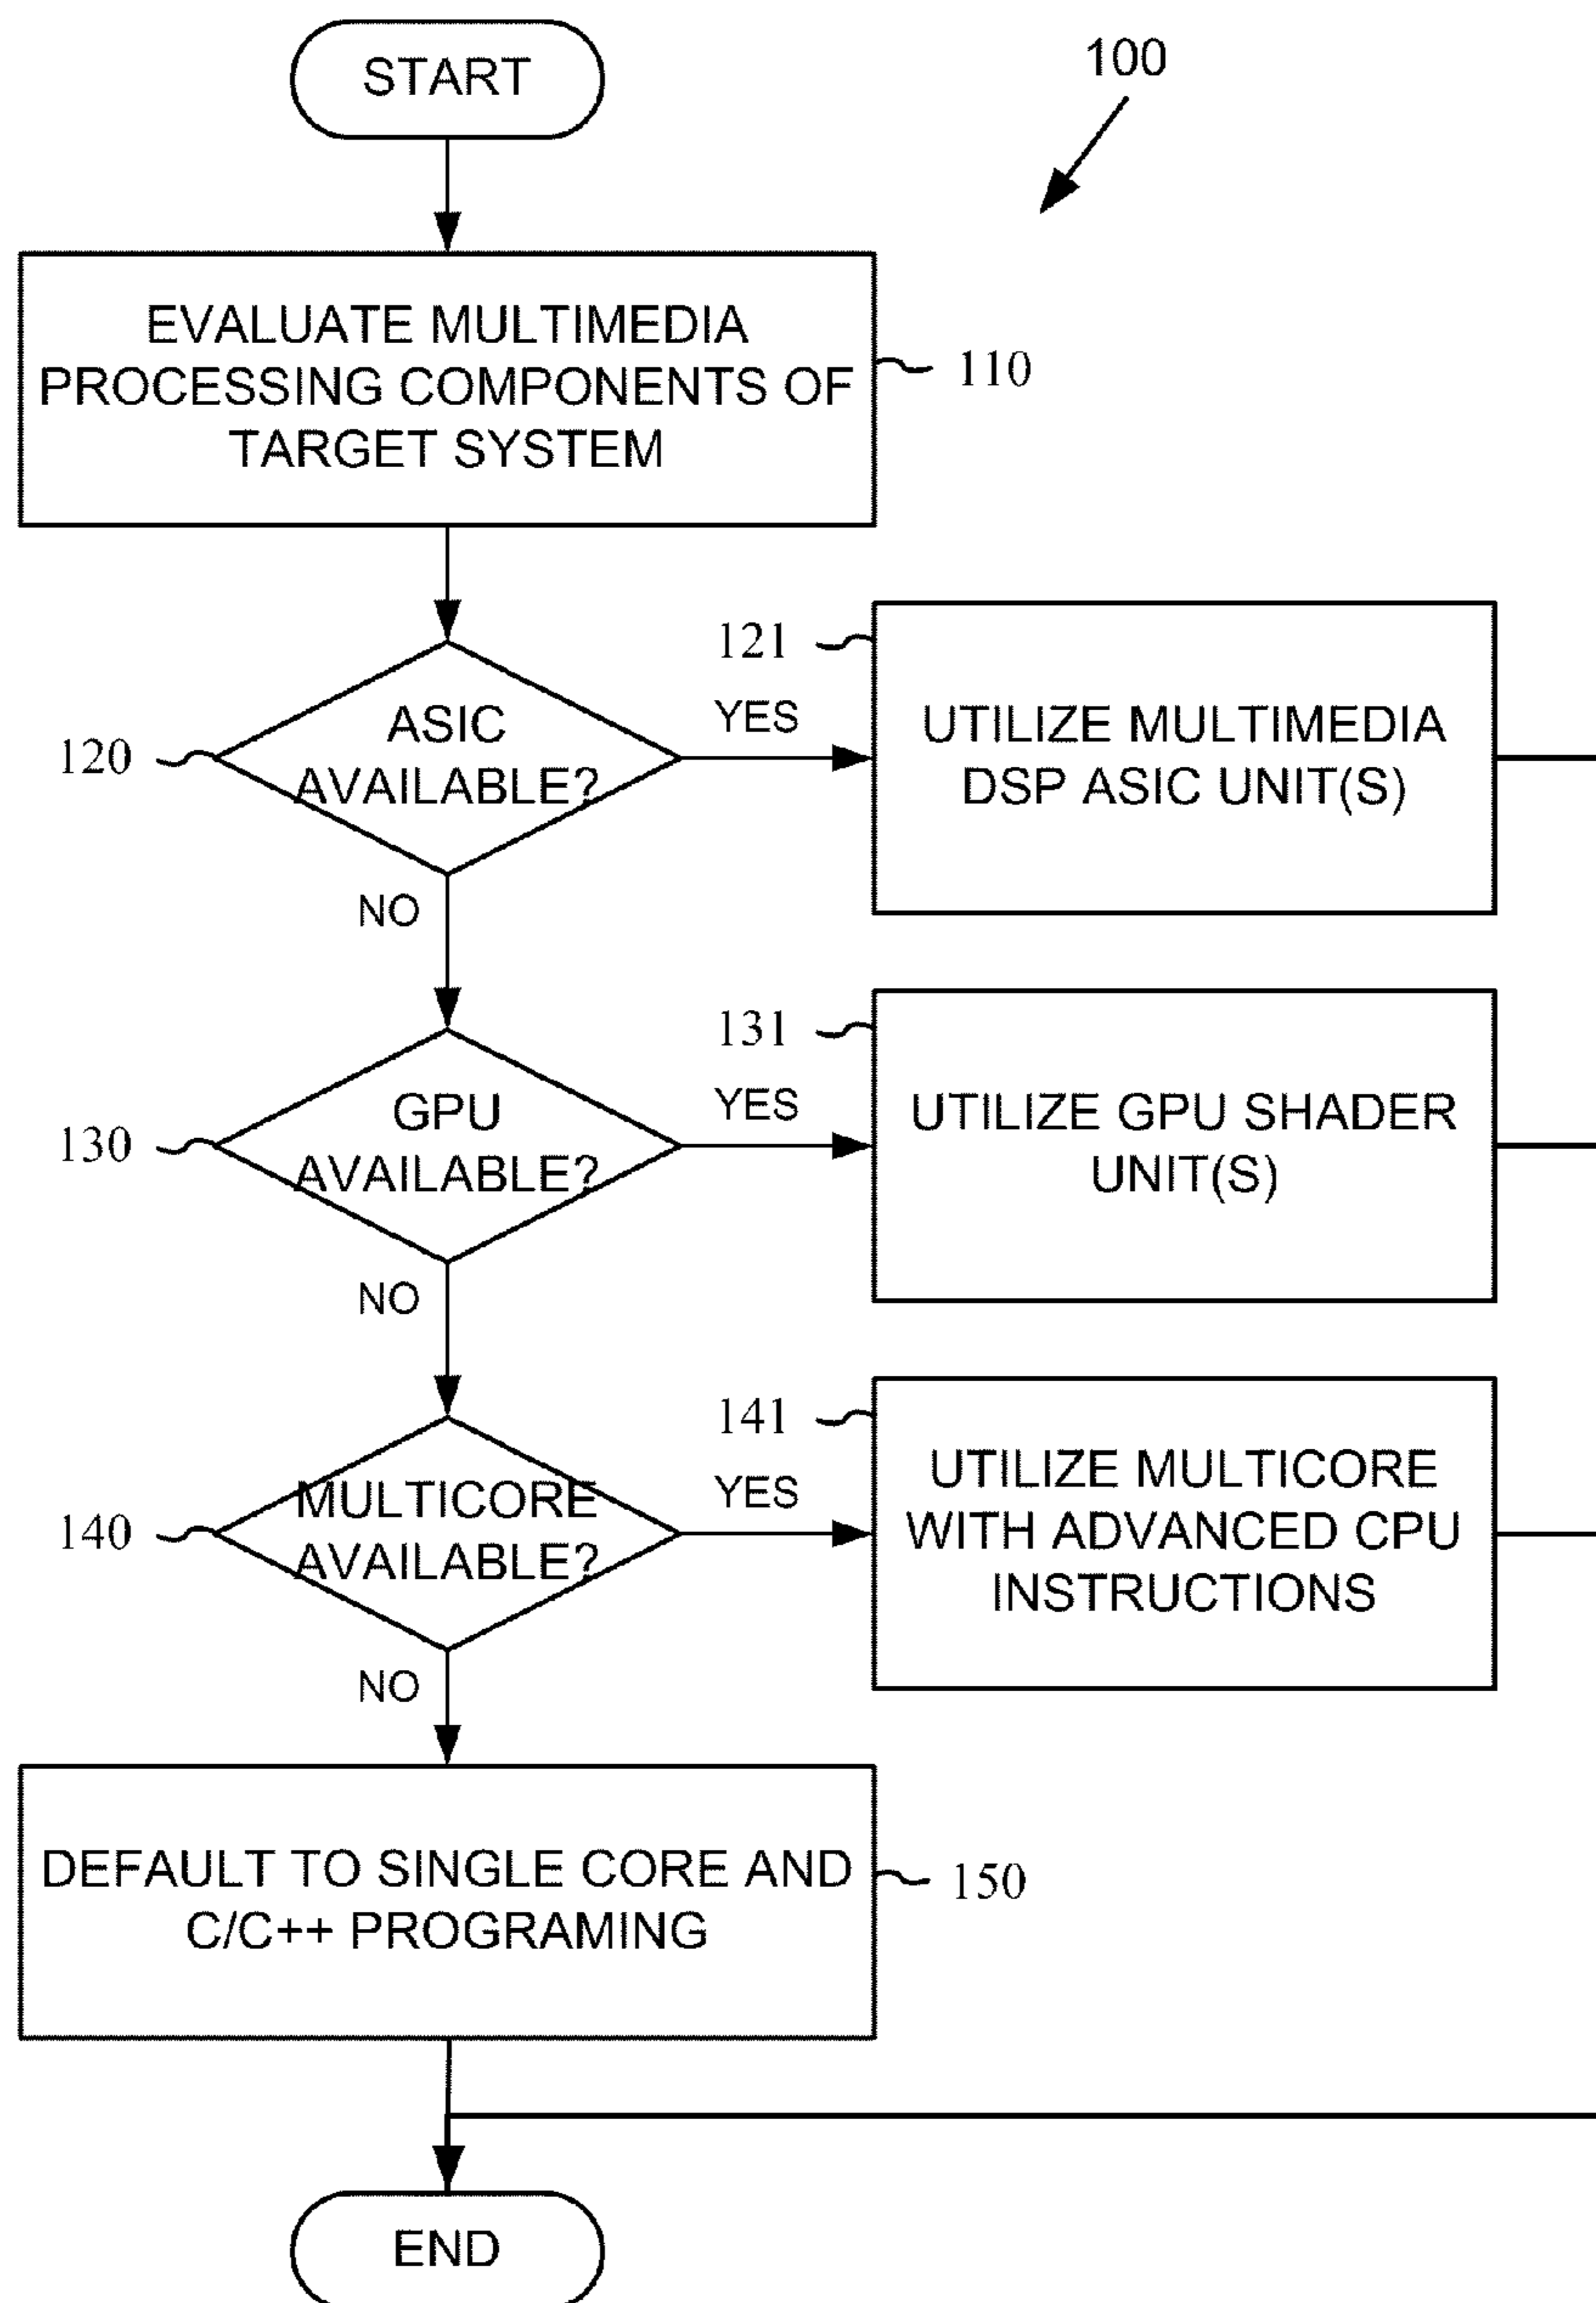 START
100
EVALUATE MULTIMEDIA
PROCESSING COMPONENTS OF
TARGET SYSTEM
110
120
ASIC
AVAILABLE?
YES
121
UTILIZE MULTIMEDIA
DSP ASIC UNIT(S)
NO
130
GPU
AVAILABLE?
YES
131
UTILIZE GPU SHADER
UNIT(S)
NO
140
MULTICORE
AVAILABLE?
YES
141
UTILIZE MULTICORE
WITH ADVANCED CPU
INSTRUCTIONS
NO
DEFAULT TO SINGLE CORE AND
C/C++ PROGRAMING
150
END